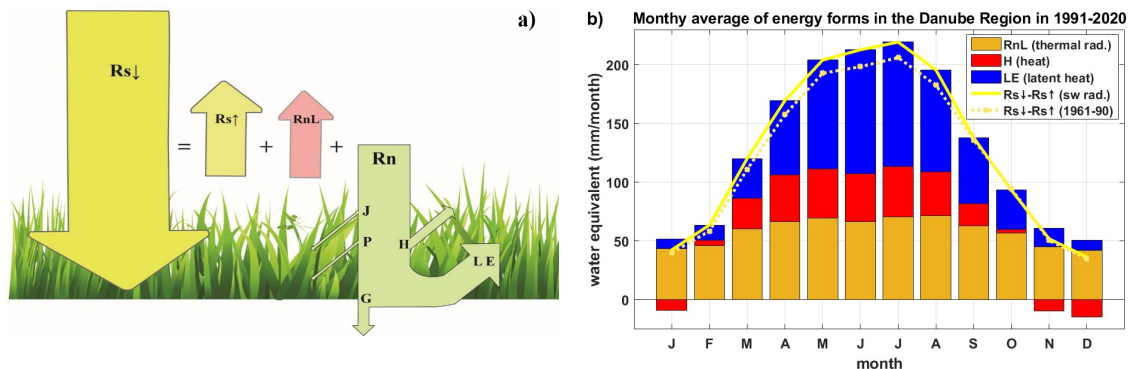 a)
Rs↓
Rs↑
RnL
=
+
+
Rn
J
P
H
L E
G
b) Monthy average of energy forms in the Danube Region in 1991-2020
RnL (thermal rad.)
H (heat)
LE (latent heat)
Rs↓-Rs↑ (sw rad.)
Rs↓-Rs↑ (1961-90)
water equivalent (mm/month)
200
150
100
50
0
J F M A M J J A S O N D
month